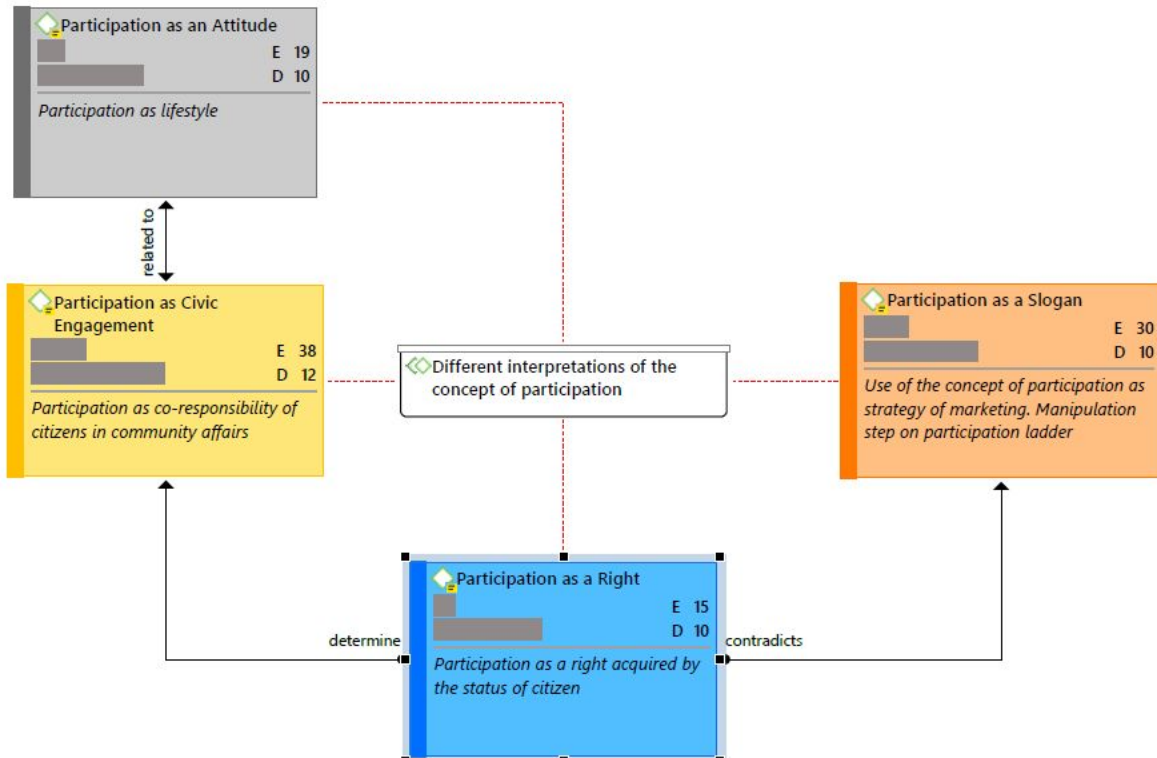 Participation as an Attitude
E 19
D 10
Participation as lifestyle
related to
Participation as Civic
Engagement
E 38
D 12
Participation as co-responsibility of
citizens in community affairs
Different interpretations of the
concept of participation
Participation as a Slogan
E 30
D 10
Use of the concept of participation as
strategy of marketing. Manipulation
step on participation ladder
determine
Participation as a Right
E 15
D 10
Participation as a right acquired by
the status of citizen
contradicts